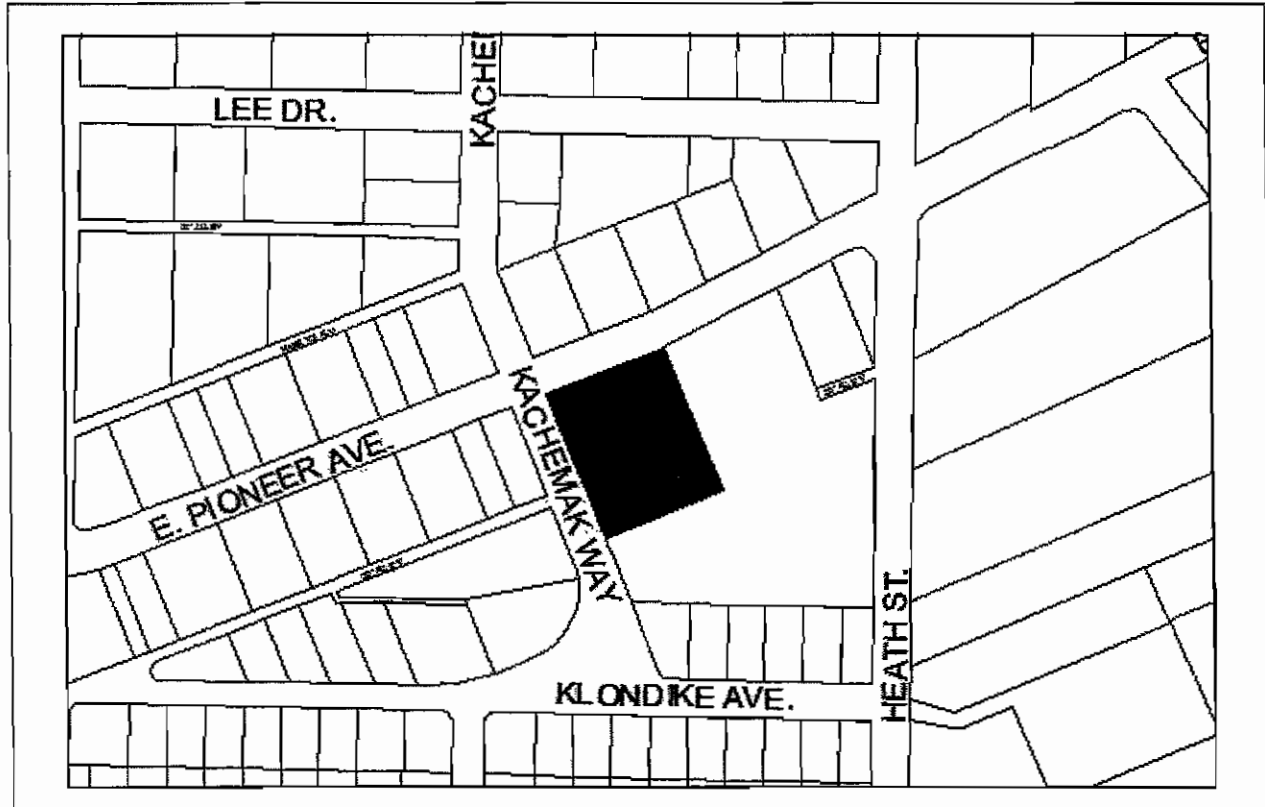 KACHE
LEE DR.
E. PIONEER AVE.
KACHEMAK WAY
HEATH ST.
KLONDIKE AVE.